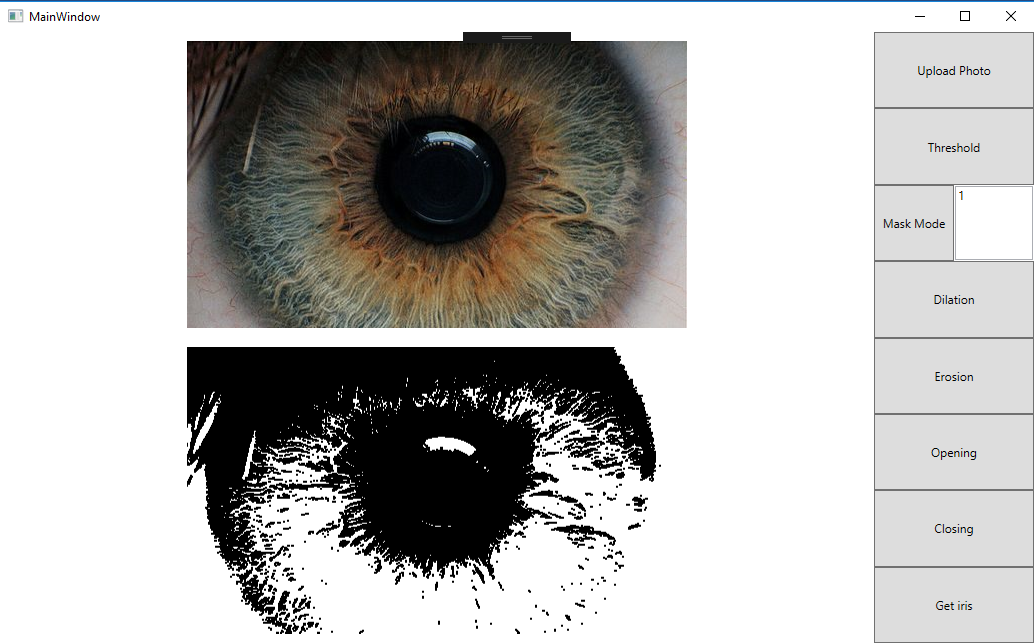 MainWindow
Upload Photo
Threshold
Mask Mode
1
Dilation
Erosion
Opening
Closing
Get iris